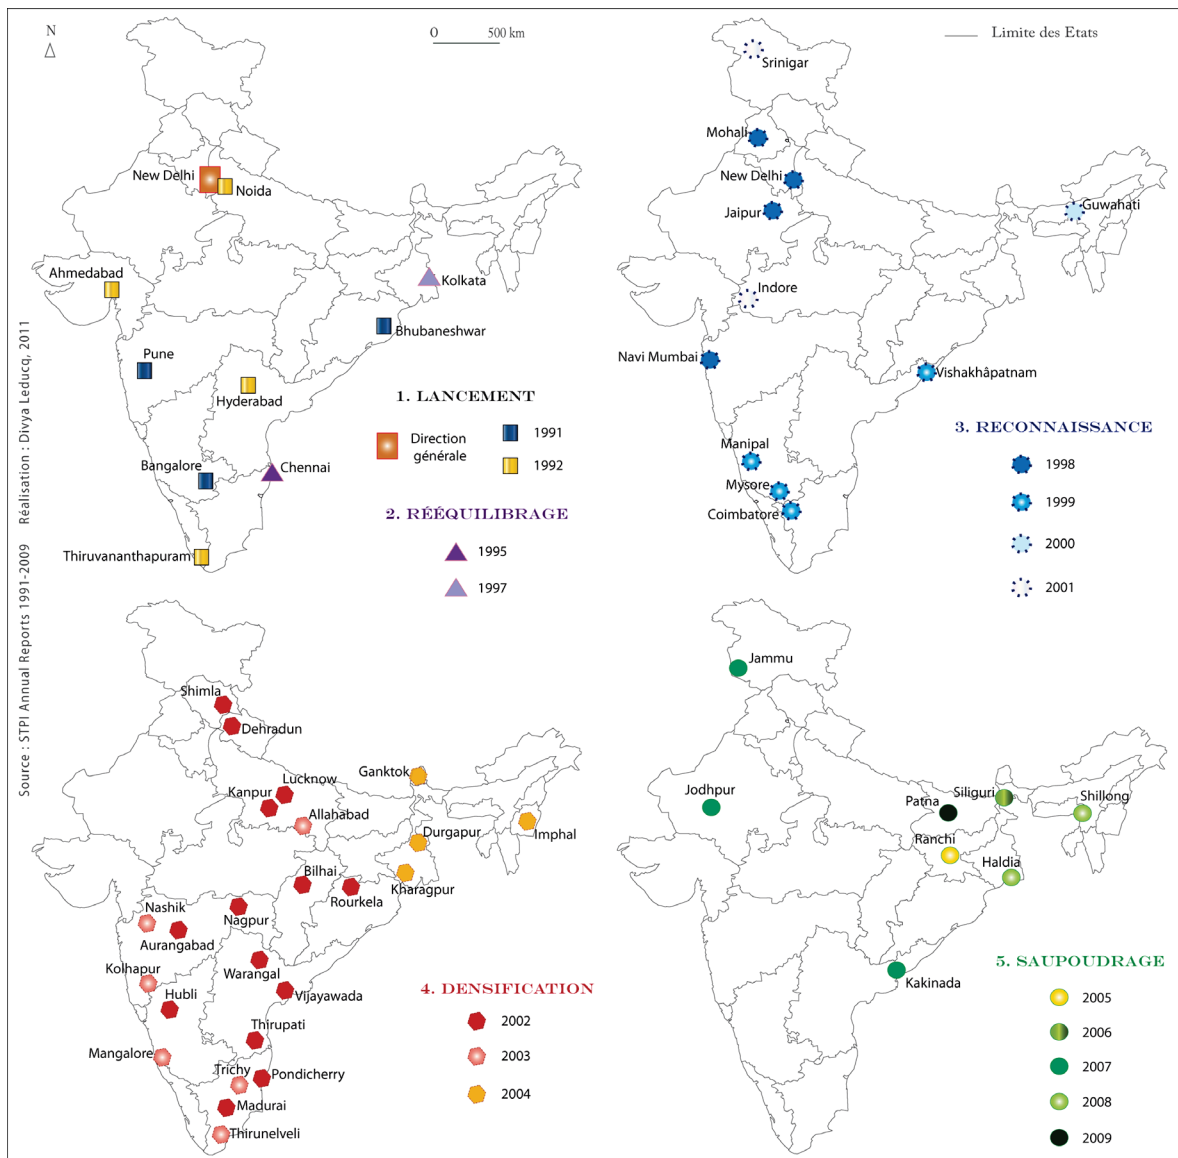 N
0 500 km
Limite des Etats
Source : STPI Annual Reports 1991-2009 Réalisation : Divya Leducq, 2011
New Delhi
Noida
Ahmedabad
Kolkata
Bhubaneshwar
Pune
Hyderabad
Bangalore
Chennai
Thiruvananthapuram
1. LANCEMENT
Direction
générale
1991
1992
2. RÉÉQUILIBRAGE
1995
1997
Srinigar
Mohali
New Delhi
Jaipur
Guwahati
Indore
Navi Mumbai
Vishakhâpatnam
Manipal
Mysore
Coimbatore
3. RECONNAISSANCE
1998
1999
2000
2001
Shimla
Dehradun
Ganktok
Lucknow
Kanpur
Allahabad
Durgapur
Imphal
Bilhai
Kharagpur
Rourkela
Nashik
Nagpur
Aurangabad
Kolhapur
Warangal
Hubli
Vijayawada
Thirupati
Mangalore
Trichy
Pondicherry
Madurai
Thirunelveli
4. DENSIFICATION
2002
2003
2004
Jammu
Jodhpur
Siliguri
Patna
Shillong
Ranchi
Haldia
Kakinada
5. SAUPOUDRAGE
2005
2006
2007
2008
2009